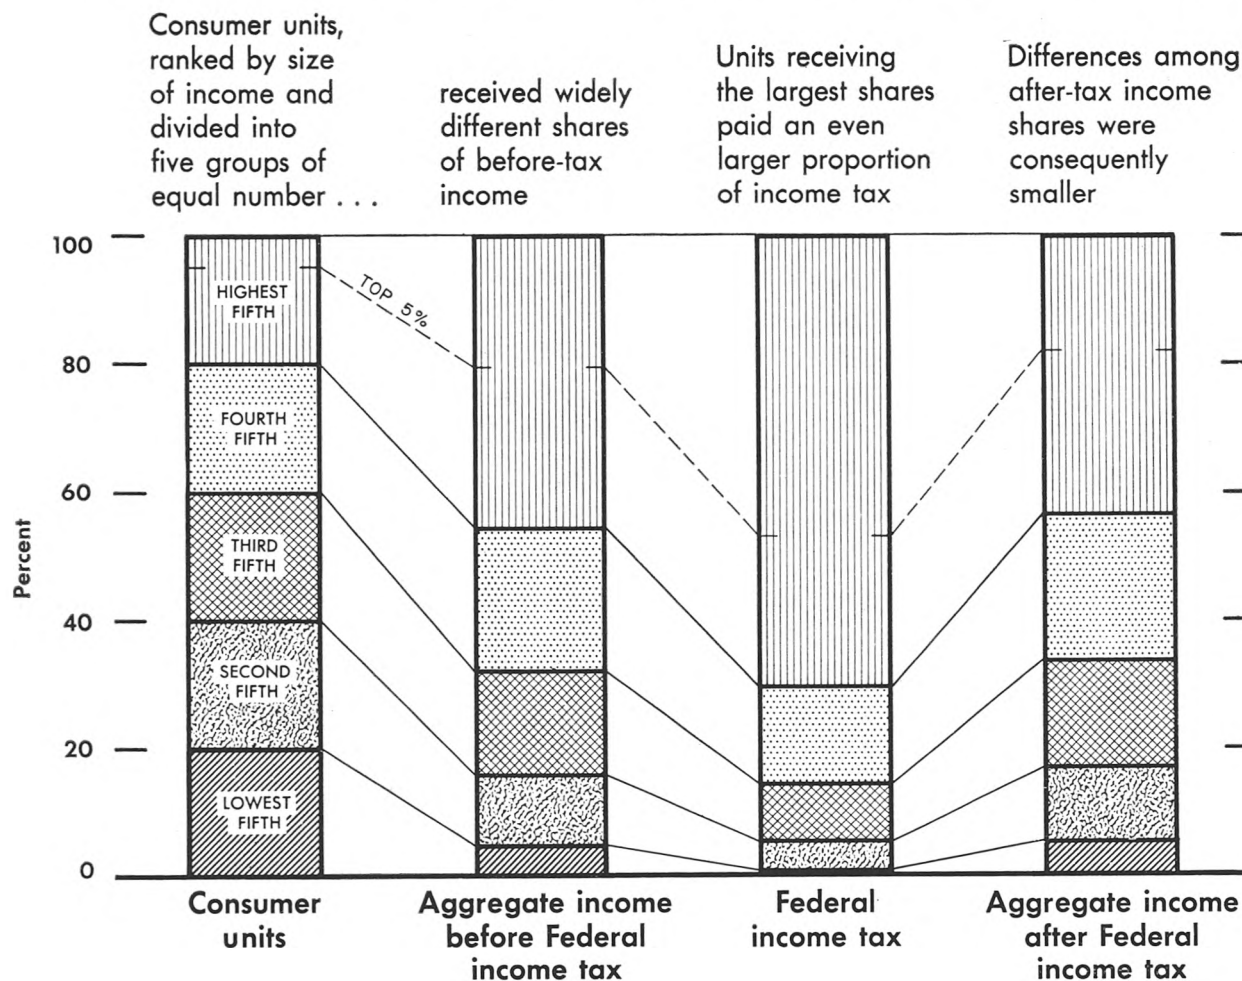 Consumer units,
ranked by size
of income and
divided into
five groups of
equal number . . .
received widely
different shares
of before-tax
income
Units receiving
the largest shares
paid an even
larger proportion
of income tax
Differences among
after-tax income
shares were
consequently
smaller
100
80
60
40
20
0
Percent
HIGHEST
FIFTH
FOURTH
FIFTH
THIRD
FIFTH
SECOND
FIFTH
LOWEST
FIFTH
TOP 5%
Consumer
units
Aggregate income
before Federal
income tax
Federal
income tax
Aggregate income
after Federal
income tax